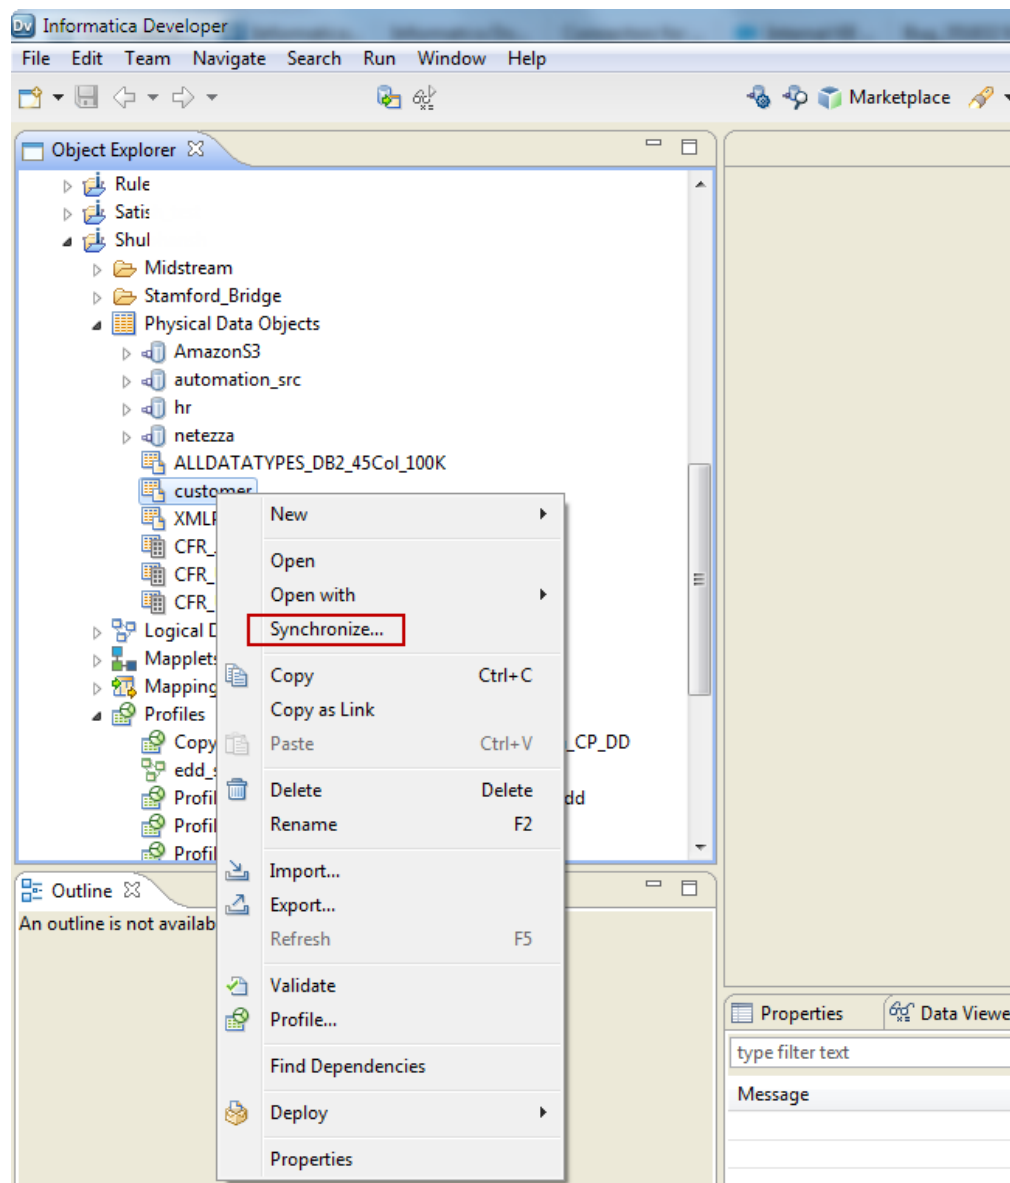 Informatica Developer
File Edit Team Navigate Search Run Window Help
Marketplace
Object Explorer
Rule
Satis
Shul
Midstream
Stamford_Bridge
Physical Data Objects
AmazonS3
automation_src
hr
netezza
ALLDATATYPES_DB2_45Col_100K
customer
XMLF
CFR_
CFR_
CFR_
Logical D
Mapplets
Mapping
Profiles
Copy _CP_DD
edd_s
Profil dd
Profil
Profil
New
Open
Open with
Synchronize...
Copy Ctrl+C
Copy as Link
Paste Ctrl+V
Delete Delete
Rename F2
Import...
Export...
Refresh F5
Validate
Profile...
Find Dependencies
Deploy
Properties
Outline
An outline is not availab
Properties Data Viewe
type filter text
Message